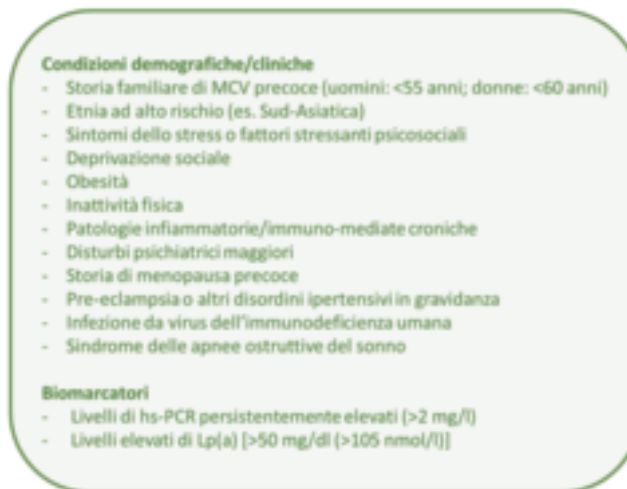 Condizioni demografiche/cliniche
- Storia familiare di MCV precoce (uomini: <55 anni; donne: <60 anni)
- Etnia ad alto rischio (es. Sud-Asiatica)
- Sintomi dello stress o fattori stressanti psicosociali
- Deprivazione sociale
- Obesità
- Inattività fisica
- Patologie infiammatorie/immuno-mediate croniche
- Disturbi psichiatrici maggiori
- Storia di menopausa precoce
- Pre-eclampsia o altri disordini ipertensivi in gravidanza
- Infezione da virus dell'immunodeficienza umana
- Sindrome delle apnee ostruttive del sonno
Biomarcatori
- Livelli di hs-PCR persistentemente elevati (>2 mg/l)
- Livelli elevati di Lp(a) [>50 mg/dl (>105 nmol/l)]